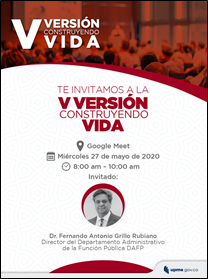 V VERSIÓN
CONSTRUYENDO
VIDA
TE INVITAMOS A LA
V VERSIÓN
CONSTRUYENDO
VIDA
Google Meet
Miércoles 27 de mayo de 2020
8:00 am – 10:00 am
Invitado:
Dr. Fernando Antonio Grillo Rubiano
Director del Departamento Administrativo
de la Función Pública DAFP
upme.gov.co